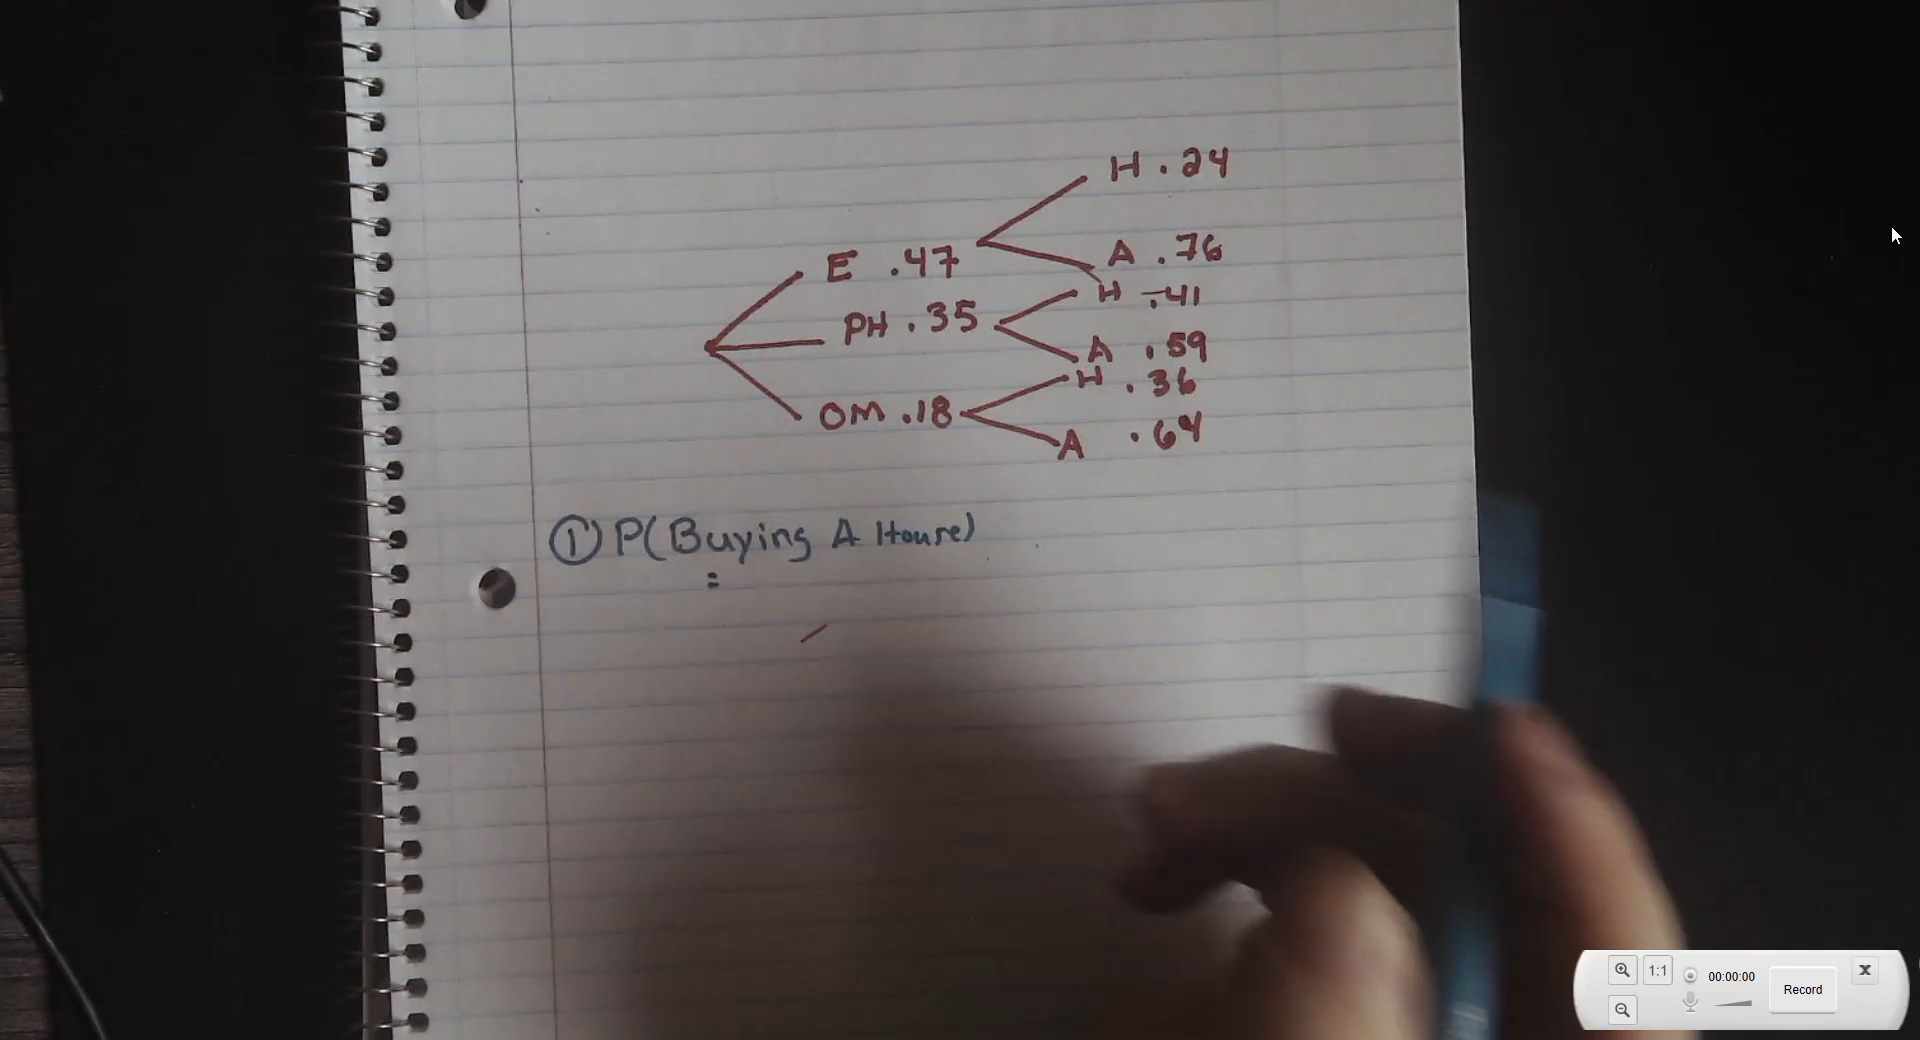 H .24
E .47
A .76
H .41
PH .35
A .59
H .36
OM .18
A .64
① P(Buying A House)
=
1:1
00:00:00
Record